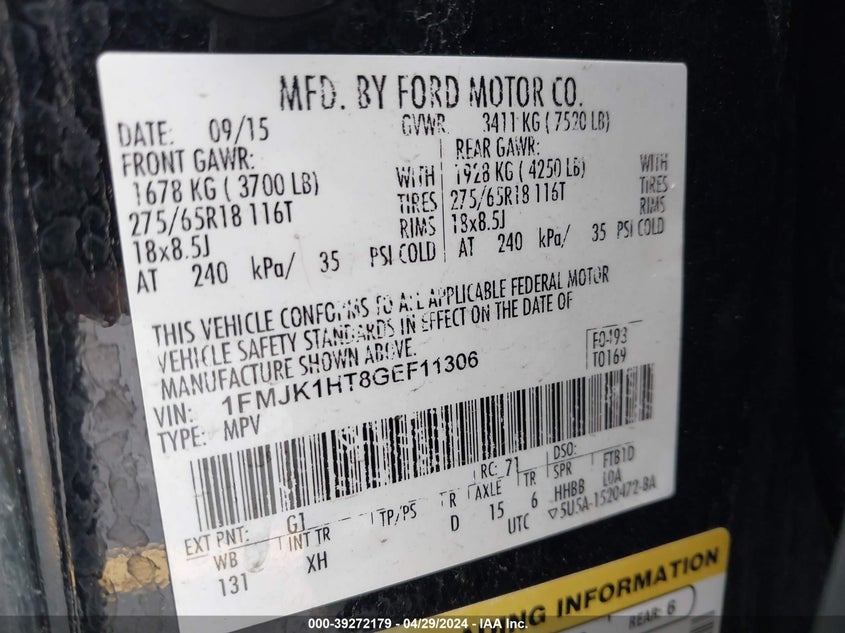 MFD. BY FORD MOTOR CO.
DATE: 09/15 GVWR: 3411 KG ( 7520 LB)
FRONT GAWR: REAR GAWR:
1678 KG ( 3700 LB) WITH 1928 KG ( 4250 LB) WITH
275/65R18 116T TIRES 275/65R18 116T TIRES
18x8.5J RIMS 18x8.5J RIMS
AT 240 kPa/ 35 PSI COLD AT 240 kPa/ 35 PSI COLD
THIS VEHICLE CONFORMS TO ALL APPLICABLE FEDERAL MOTOR
VEHICLE SAFETY STANDARDS IN EFFECT ON THE DATE OF
MANUFACTURE SHOWN ABOVE.
F0493
T0169
VIN: 1FMJK1HT8GEF11306
TYPE: MPV
EXT PNT: G1 RC: 71 DSO:
WB INT TR TP/PS R AXLE TR SPR FTB1D
131 XH D 15 6 HHBB L0A
UTC ▽5U5A-1520472-BA
INFORMATION
REAR: 6
000-39272179 - 04/29/2024 - IAA Inc.